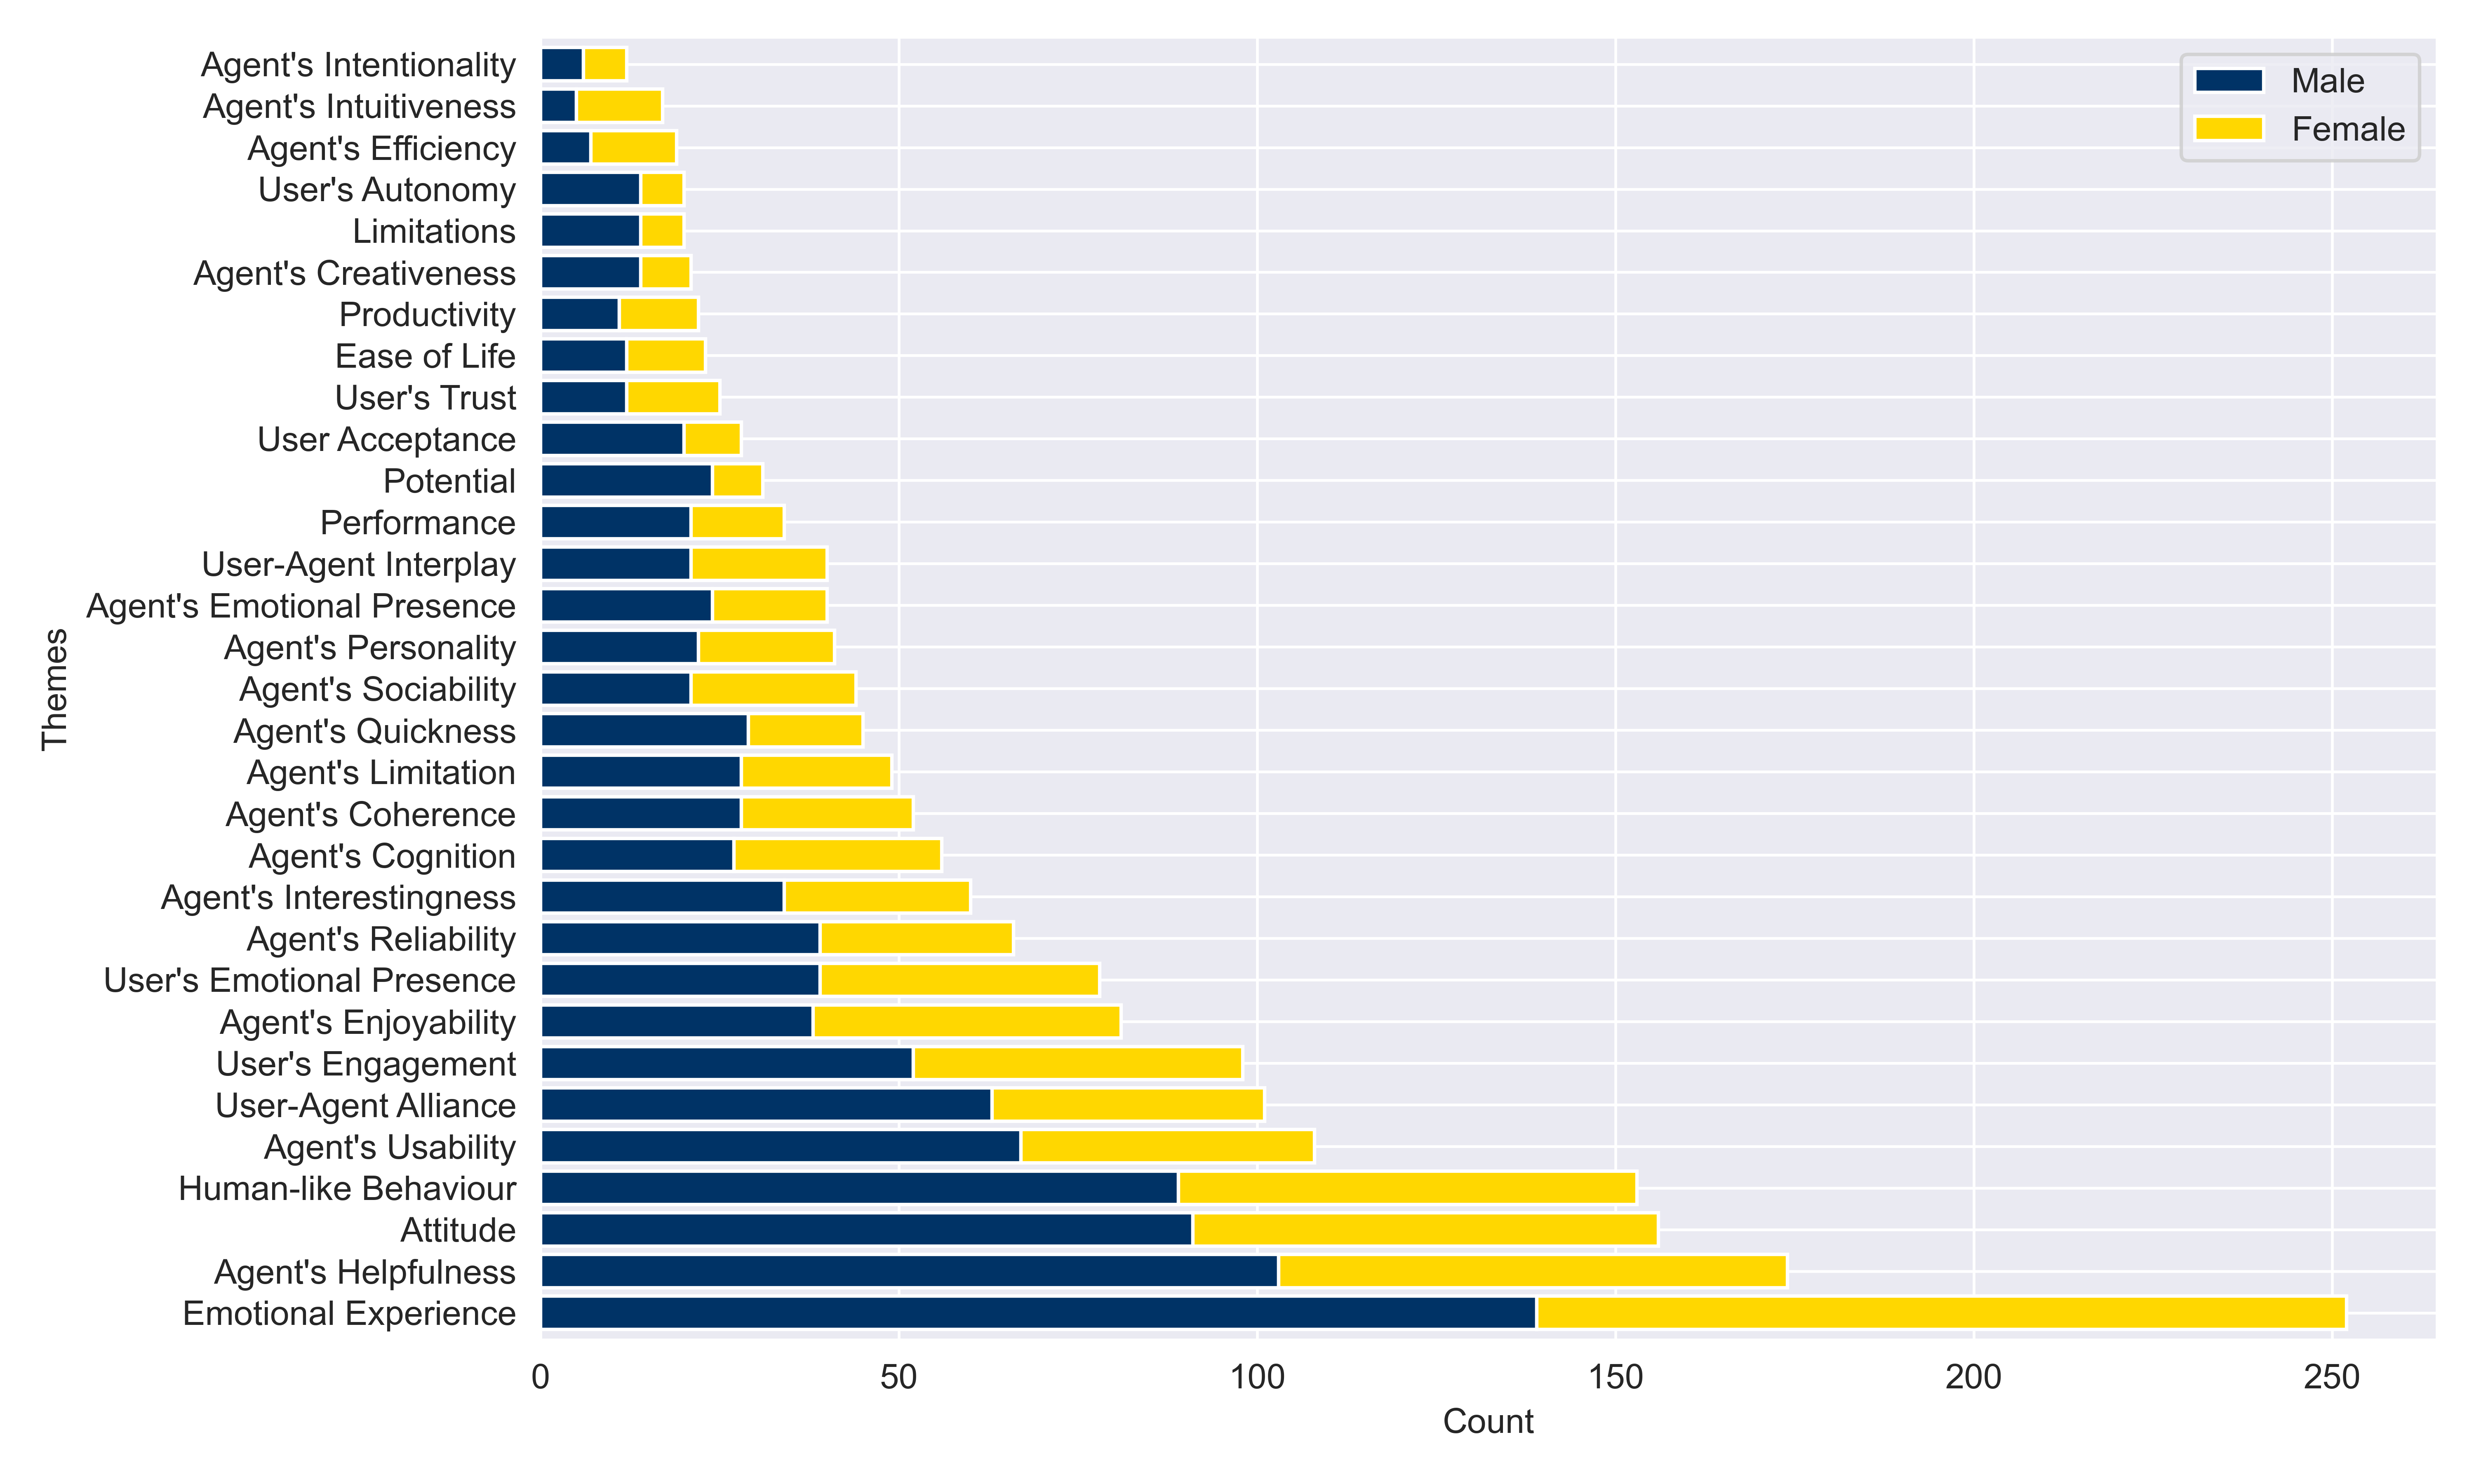 Male
Female
Agent's Intentionality
Agent's Intuitiveness
Agent's Efficiency
User's Autonomy
Limitations
Agent's Creativeness
Productivity
Ease of Life
User's Trust
User Acceptance
Potential
Performance
User-Agent Interplay
Agent's Emotional Presence
Agent's Personality
Agent's Sociability
Agent's Quickness
Agent's Limitation
Agent's Coherence
Agent's Cognition
Agent's Interestingness
Agent's Reliability
User's Emotional Presence
Agent's Enjoyability
User's Engagement
User-Agent Alliance
Agent's Usability
Human-like Behaviour
Attitude
Agent's Helpfulness
Emotional Experience
Themes
0 50 100 150 200 250
Count